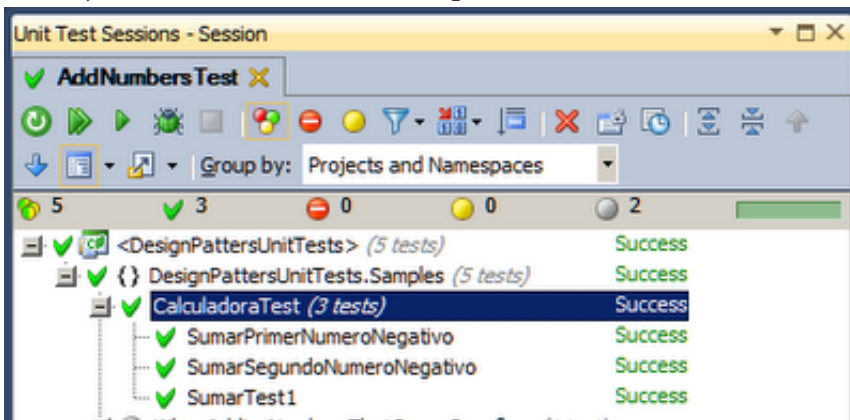 Unit Test Sessions - Session
AddNumbersTest
Group by: Projects and Namespaces
5 3 0 0 2
<DesignPattersUnitTests> (5 tests) Success
{} DesignPattersUnitTests.Samples (5 tests) Success
CalculadoraTest (3 tests) Success
SumarPrimerNumeroNegativo Success
SumarSegundoNumeroNegativo Success
SumarTest1 Success